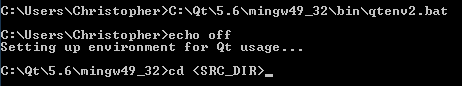 C:\Users\Christopher>C:\Qt\5.6\mingw49_32\bin\qtenv2.bat
C:\Users\Christopher>echo off
Setting up environment for Qt usage...
C:\Qt\5.6\mingw49_32>cd <SRC_DIR>_